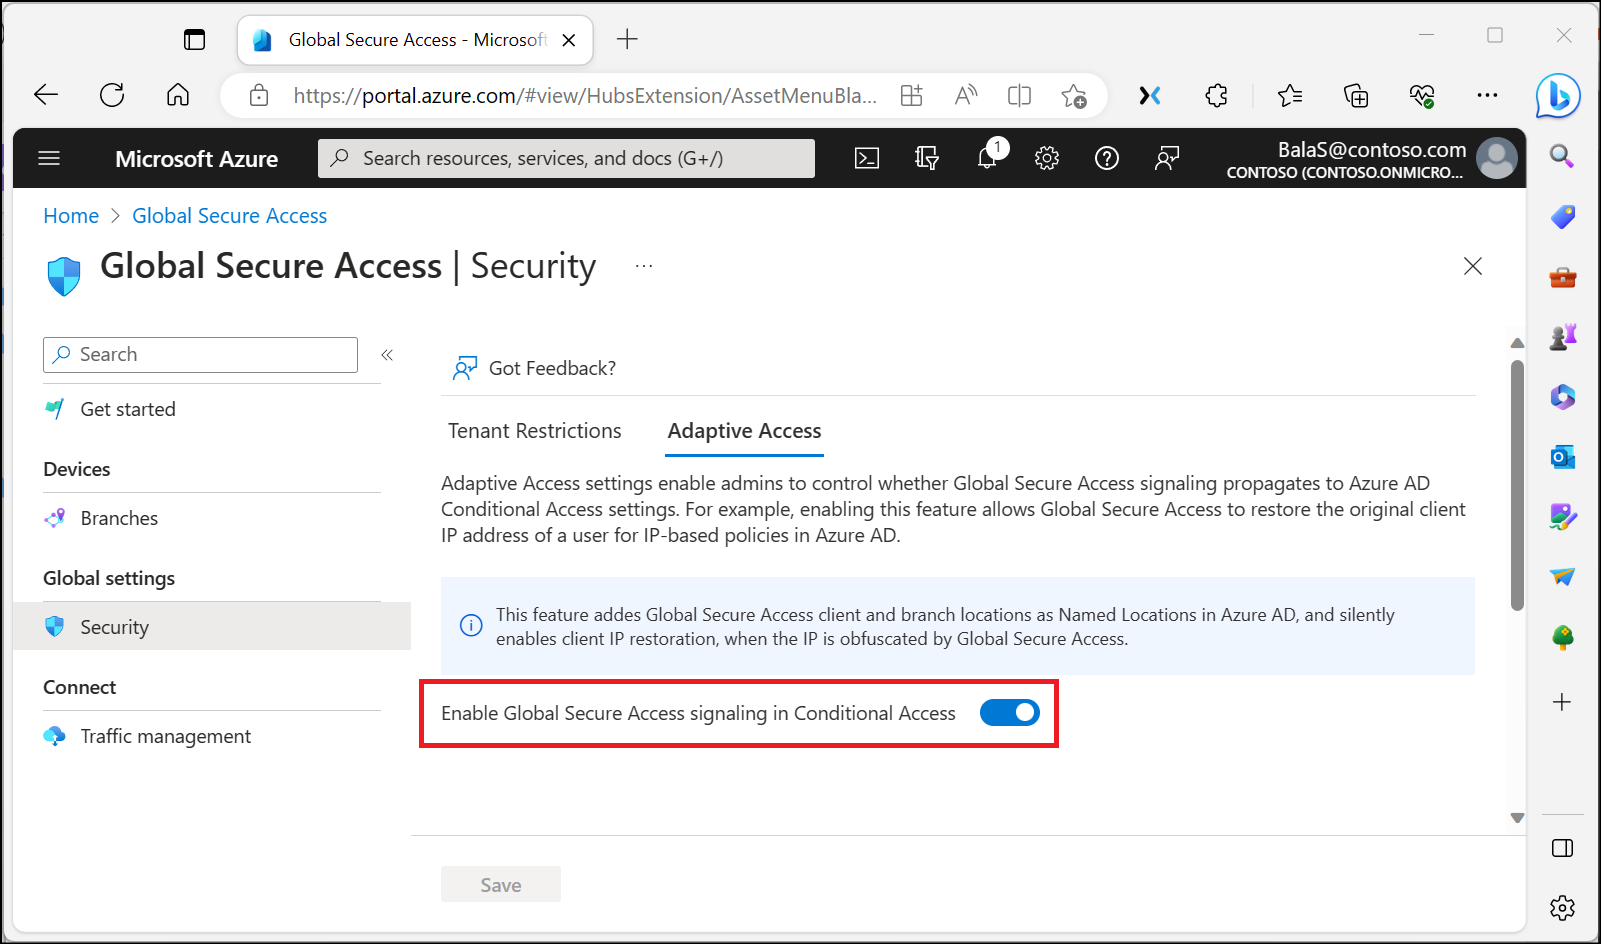 Global Secure Access - Microsoft
https://portal.azure.com/#view/HubsExtension/AssetMenuBla...
Microsoft Azure
Search resources, services, and docs (G+/)
1
BalaS@contoso.com
CONTOSO (CONTOSO.ONMICRO...
Home > Global Secure Access
Global Secure Access | Security ...
Search
Get started
Devices
Branches
Global settings
Security
Connect
Traffic management
Got Feedback?
Tenant Restrictions Adaptive Access
Adaptive Access settings enable admins to control whether Global Secure Access signaling propagates to Azure AD
Conditional Access settings. For example, enabling this feature allows Global Secure Access to restore the original client
IP address of a user for IP-based policies in Azure AD.
This feature addes Global Secure Access client and branch locations as Named Locations in Azure AD, and silently
enables client IP restoration, when the IP is obfuscated by Global Secure Access.
Enable Global Secure Access signaling in Conditional Access
Save